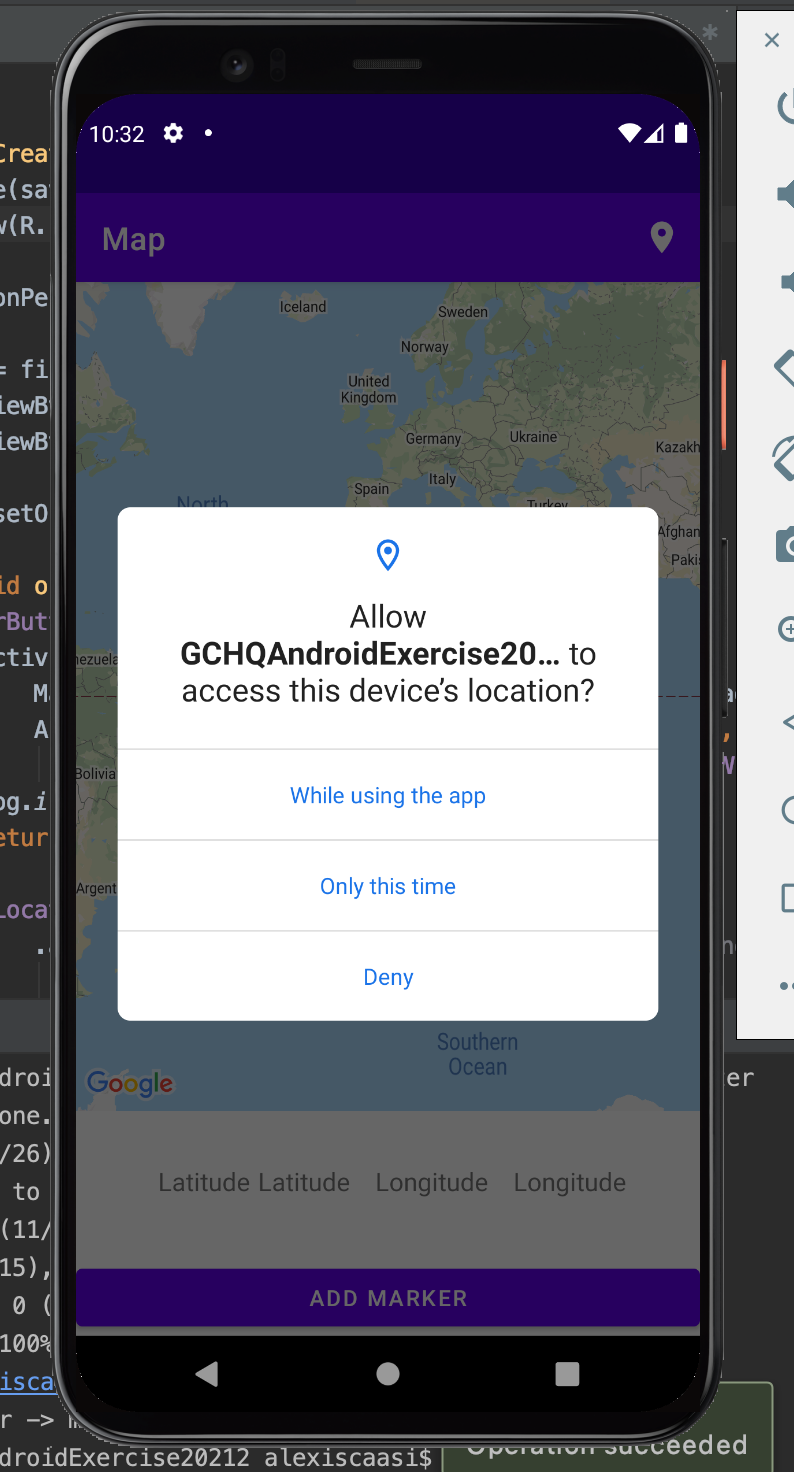 10:32
Crea
e(sa
w(R.
Map
onPe
= fi
iewB
iewB
setO
id o
rButt
ctiv
M
A
og.i
etur
Loca
Iceland
Sweden
Norway
United
Kingdom
Germany
Ukraine
Kazakh
Spain
Italy
Turkey
North
Afghan
Pakis
nezuela
Bolivia
Argent
Allow
GCHQAndroidExercise20... to
access this device's location?
While using the app
Only this time
Deny
Southern
Ocean
Google
Latitude Latitude Longitude Longitude
ADD MARKER
droi
er
one.
/26)
to
(11/
15),
0 (
100%
isca
r -> m
droidExercise20212 alexiscaasi$
Operation succeeded